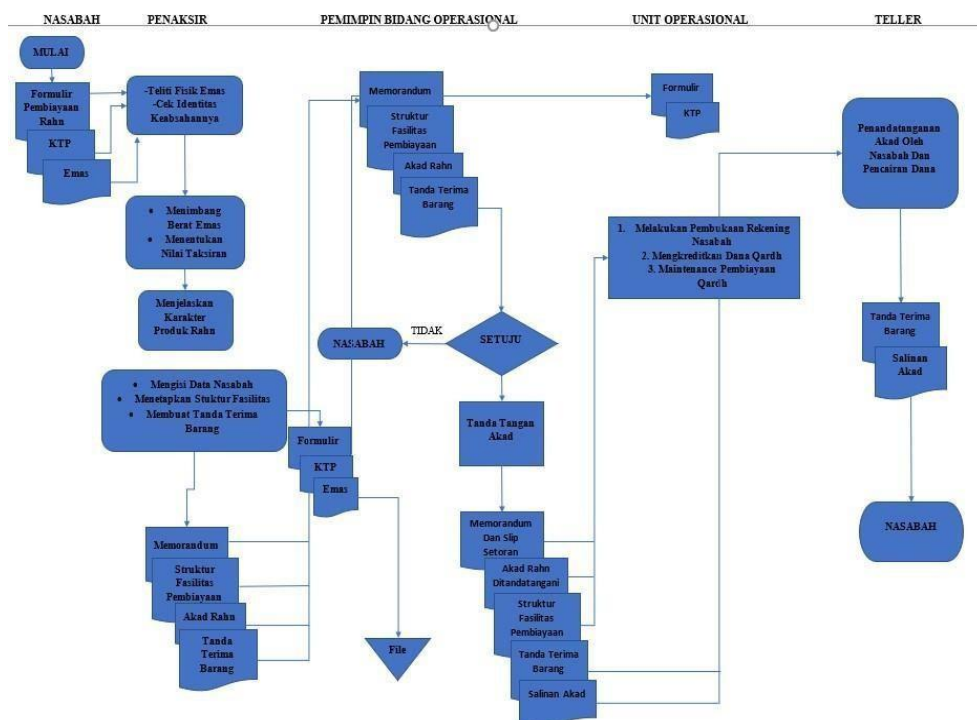 NASABAH
PENAKSIR
PEMIMPIN BIDANG OPERASIONAL
UNIT OPERASIONAL
TELLER
MULAI
Formulir
Pembiayaan
Rahn
KTP
Emas
-Teliti Fisik Emas
-Cek Identitas
Keabsahannya
• Menimbang
Berat Emas
• Menentukan
Nilai Taksiran
Menjelaskan
Karakter
Produk Rahn
• Mengisi Data Nasabah
• Menetapkan Stuktur Fasilitas
• Membuat Tanda Terima
Barang
Memorandum
Struktur
Fasilitas
Pembiayaan
Akad Rahn
Tanda
Terima
Barang
Formulir
KTP
Emas
File
Memorandum
Struktur
Fasilitas
Pembiayaan
Akad Rahn
Tanda Terima
Barang
SETUJU
TIDAK
NASABAH
Tanda Tangan
Akad
Memorandum
Dan Slip
Setoran
Akad Rahn
Ditandatangani
Struktur
Fasilitas
Pembiayaan
Tanda Terima
Barang
Salinan Akad
Formulir
KTP
1. Melakukan Pembukaan Rekening
Nasabah
2. Mengkreditkan Dana Qardh
3. Maintenance Pembiayaan
Qardh
Penandatanganan
Akad Oleh
Nasabah Dan
Pencairan Dana
Tanda Terima
Barang
Salinan
Akad
NASABAH